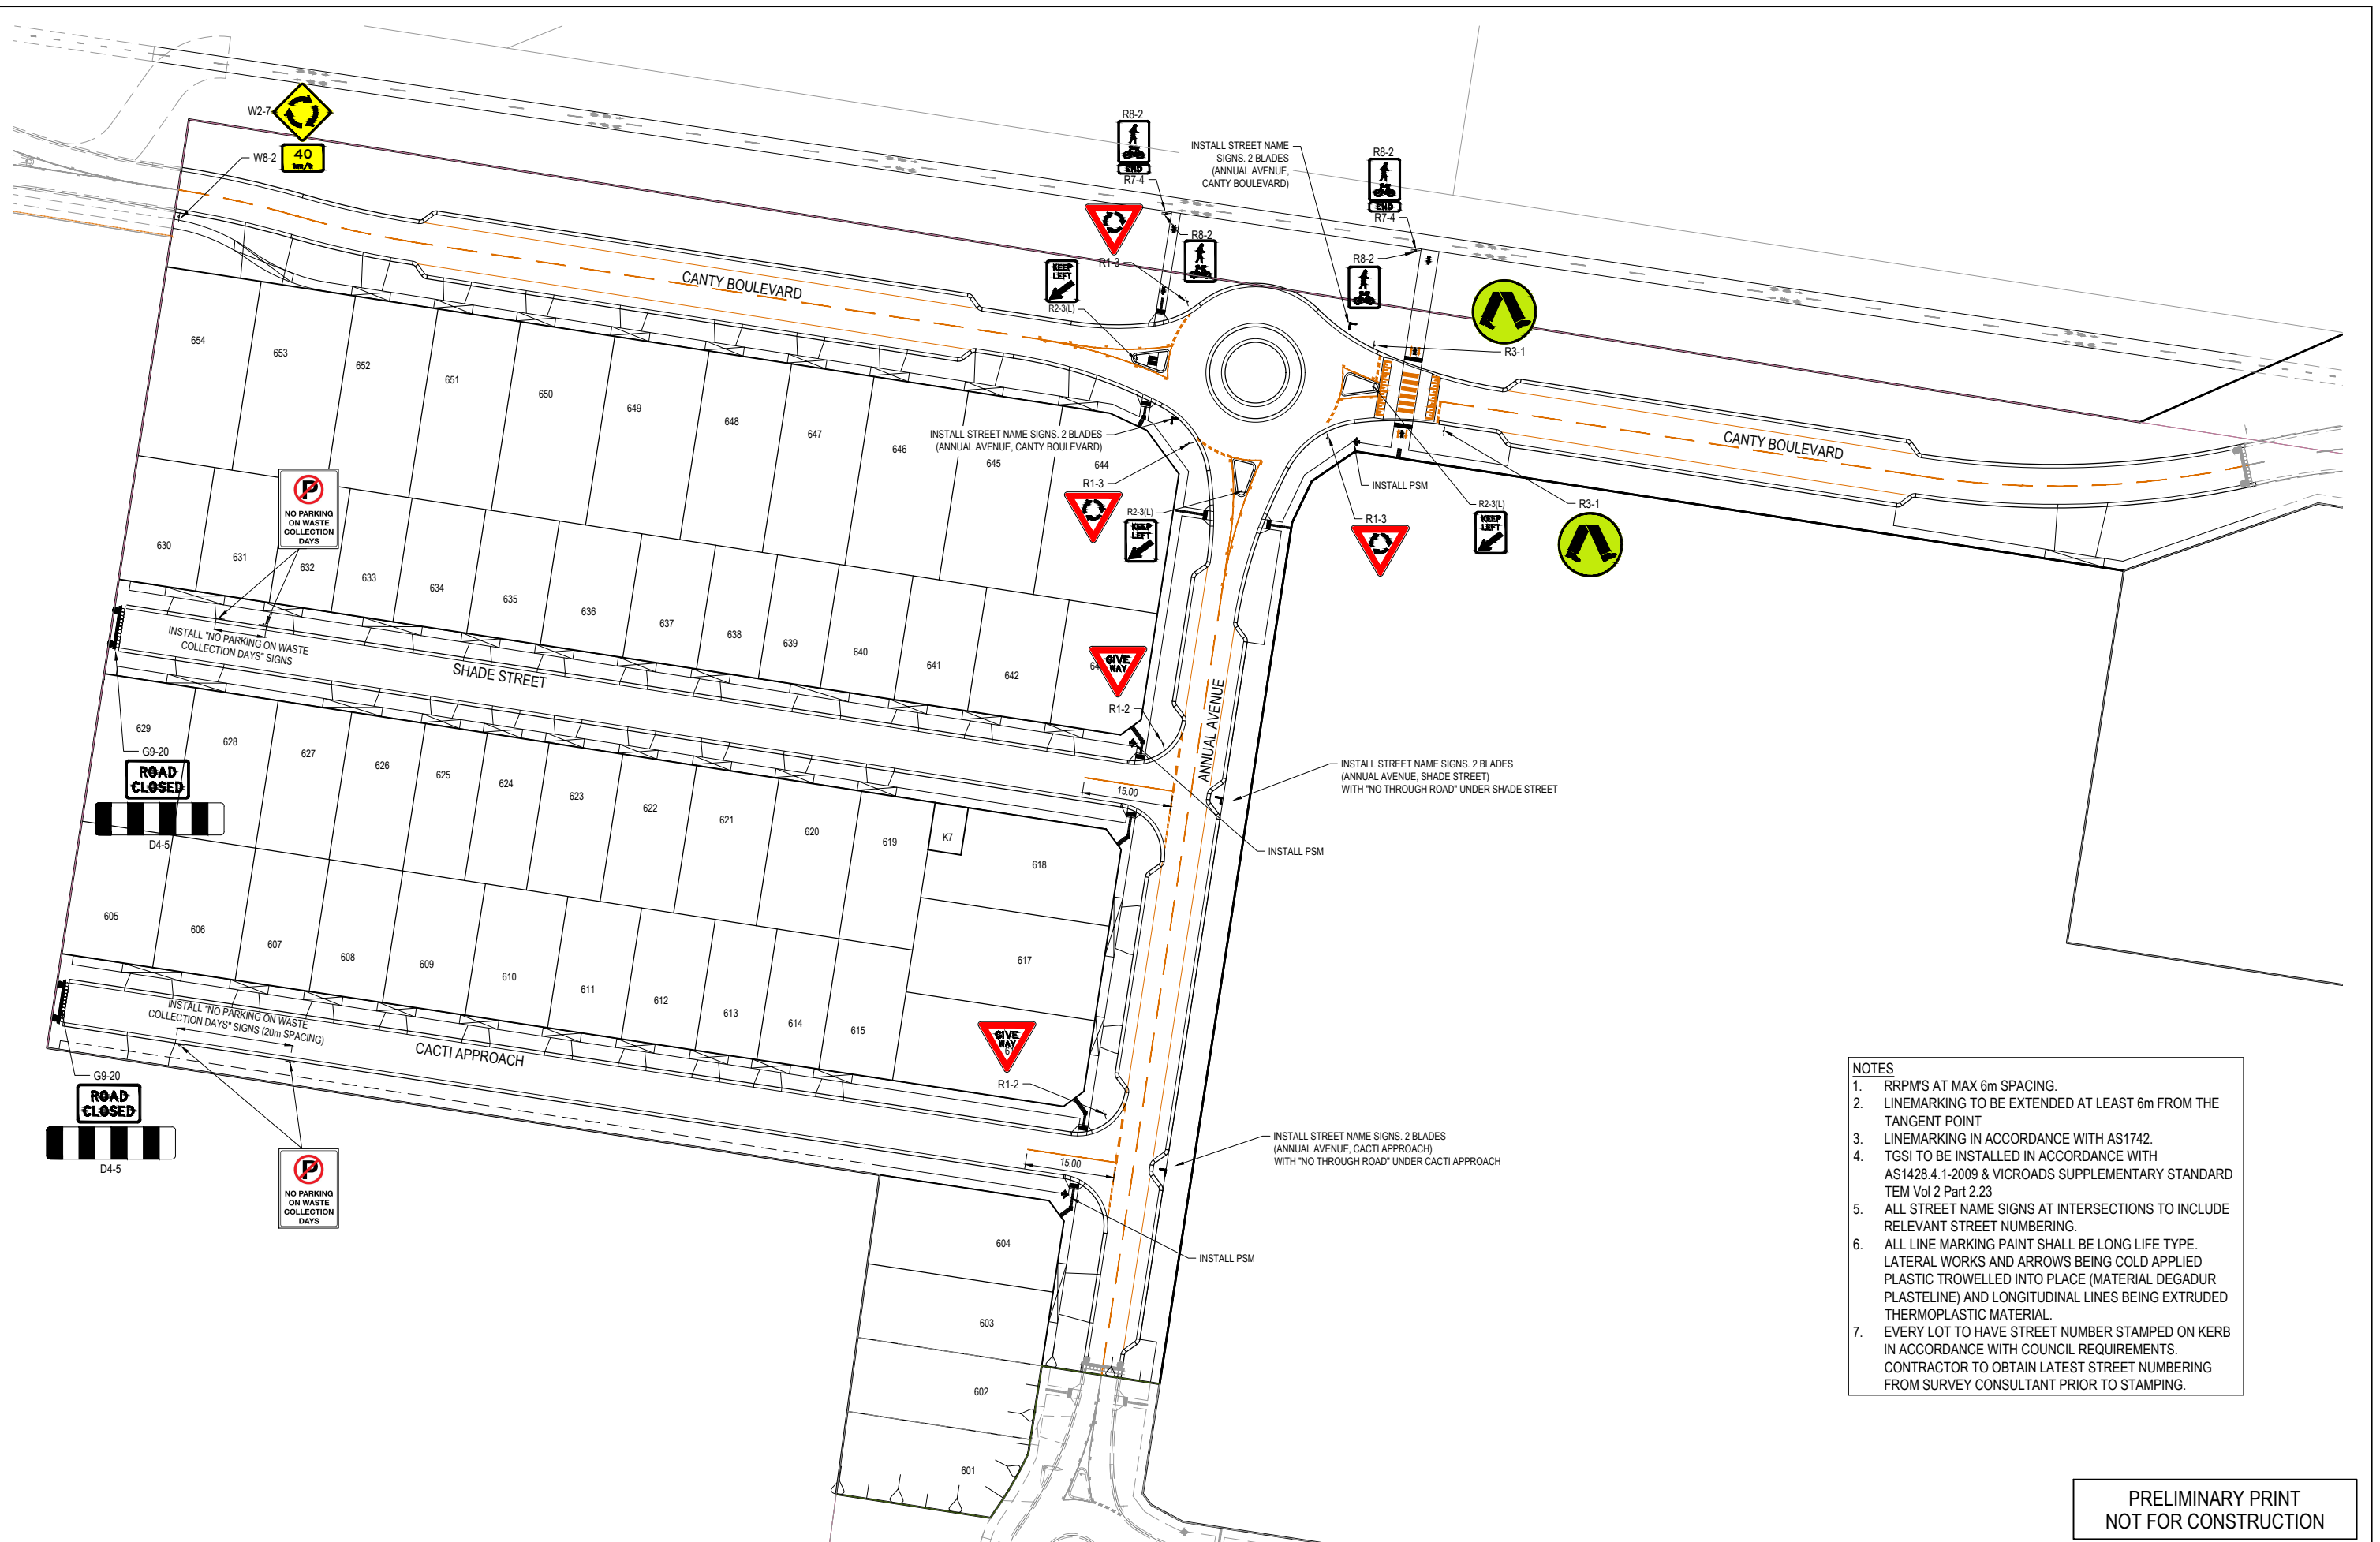 W2-7
W8-2
40
km/h
R8-2
END
R7-4
INSTALL STREET NAME
SIGNS. 2 BLADES
(ANNUAL AVENUE,
CANTY BOULEVARD)
R8-2
END
R7-4
R8-2
R1-3
KEEP
LEFT
R2-3(L)
R8-2
R3-1
CANTY BOULEVARD
CANTY BOULEVARD
654
653
652
651
650
649
648
647
646
645
644
INSTALL STREET NAME SIGNS. 2 BLADES
(ANNUAL AVENUE, CANTY BOULEVARD)
R1-3
R2-3(L)
KEEP
LEFT
INSTALL PSM
R1-3
R2-3(L)
KEEP
LEFT
R3-1
P
NO PARKING
ON WASTE
COLLECTION
DAYS
630
631
632
633
634
635
636
637
638
639
640
641
642
GIVE
WAY
R1-2
INSTALL "NO PARKING ON WASTE
COLLECTION DAYS" SIGNS
SHADE STREET
ANNUAL AVENUE
INSTALL STREET NAME SIGNS. 2 BLADES
(ANNUAL AVENUE, SHADE STREET)
WITH "NO THROUGH ROAD" UNDER SHADE STREET
15.00
INSTALL PSM
G9-20
ROAD
CLOSED
D4-5
629
628
627
626
625
624
623
622
621
620
619
K7
618
617
605
606
607
608
609
610
611
612
613
614
615
GIVE
WAY
R1-2
INSTALL "NO PARKING ON WASTE
COLLECTION DAYS" SIGNS (20m SPACING)
CACTI APPROACH
G9-20
ROAD
CLOSED
D4-5
P
NO PARKING
ON WASTE
COLLECTION
DAYS
INSTALL STREET NAME SIGNS. 2 BLADES
(ANNUAL AVENUE, CACTI APPROACH)
WITH "NO THROUGH ROAD" UNDER CACTI APPROACH
15.00
INSTALL PSM
604
603
602
601
NOTES
1. RRPM'S AT MAX 6m SPACING.
2. LINEMARKING TO BE EXTENDED AT LEAST 6m FROM THE
TANGENT POINT
3. LINEMARKING IN ACCORDANCE WITH AS1742.
4. TGSI TO BE INSTALLED IN ACCORDANCE WITH
AS1428.4.1-2009 & VICROADS SUPPLEMENTARY STANDARD
TEM Vol 2 Part 2.23
5. ALL STREET NAME SIGNS AT INTERSECTIONS TO INCLUDE
RELEVANT STREET NUMBERING.
6. ALL LINE MARKING PAINT SHALL BE LONG LIFE TYPE.
LATERAL WORKS AND ARROWS BEING COLD APPLIED
PLASTIC TROWELLED INTO PLACE (MATERIAL DEGADUR
PLASTELINE) AND LONGITUDINAL LINES BEING EXTRUDED
THERMOPLASTIC MATERIAL.
7. EVERY LOT TO HAVE STREET NUMBER STAMPED ON KERB
IN ACCORDANCE WITH COUNCIL REQUIREMENTS.
CONTRACTOR TO OBTAIN LATEST STREET NUMBERING
FROM SURVEY CONSULTANT PRIOR TO STAMPING.
PRELIMINARY PRINT
NOT FOR CONSTRUCTION